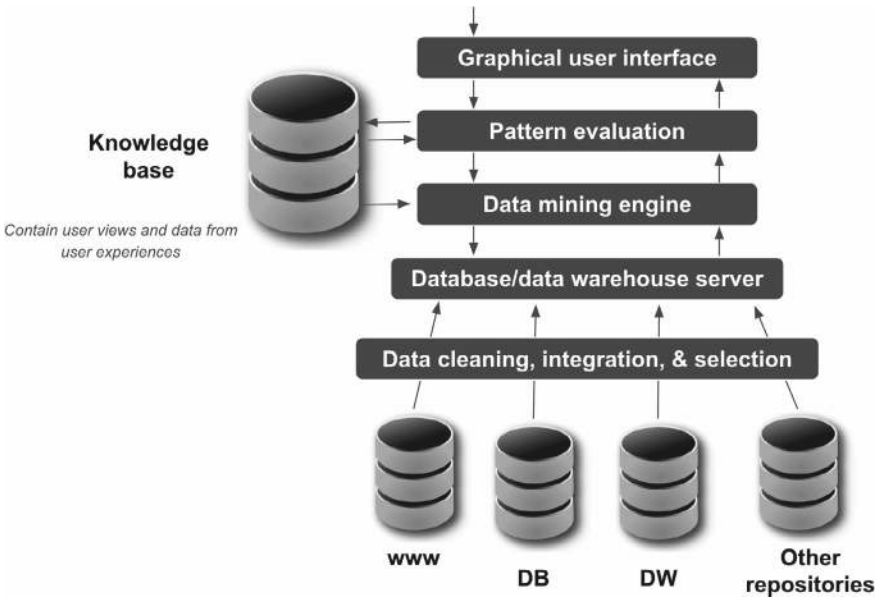 Graphical user interface
Pattern evaluation
Knowledge
base
Data mining engine
Contain user views and data from
user experiences
Database/data warehouse server
Data cleaning, integration, & selection
www
DB
DW
Other
repositories